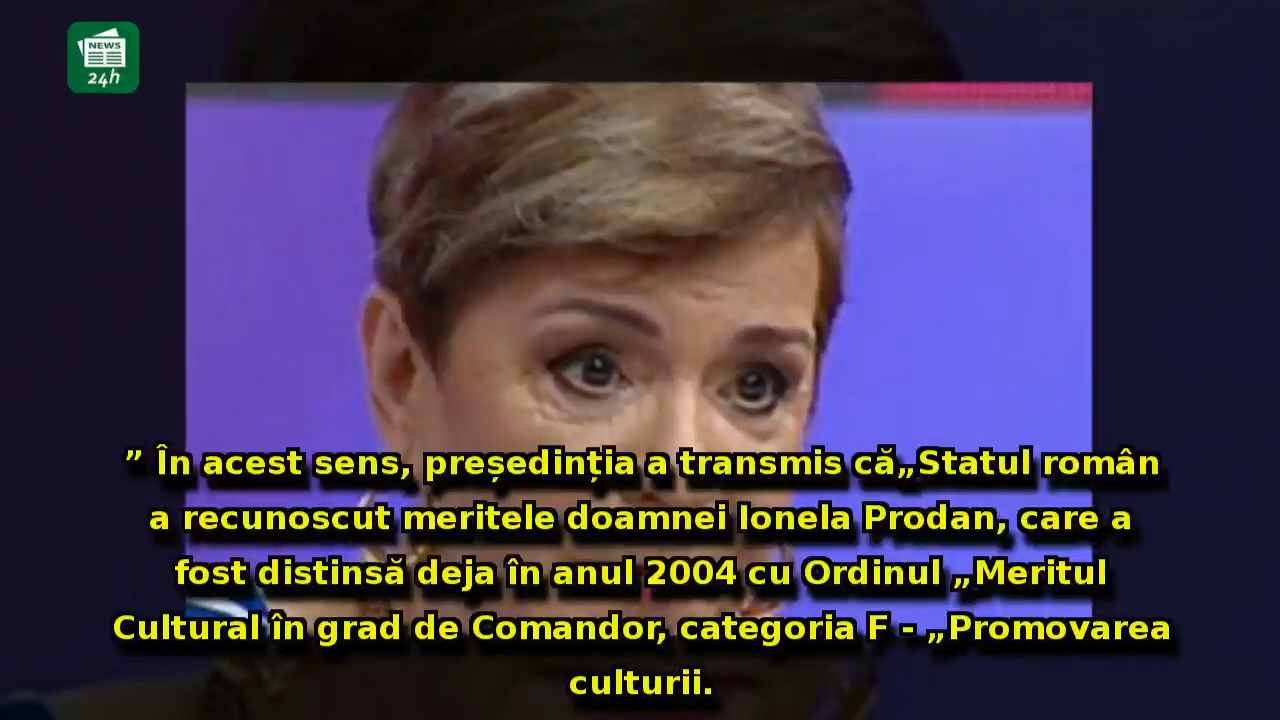 NEWS
24h
” În acest sens, președinția a transmis că„Statul român
a recunoscut meritele doamnei Ionela Prodan, care a
fost distinsă deja în anul 2004 cu Ordinul „Meritul
Cultural în grad de Comandor, categoria F - „Promovarea
culturii.